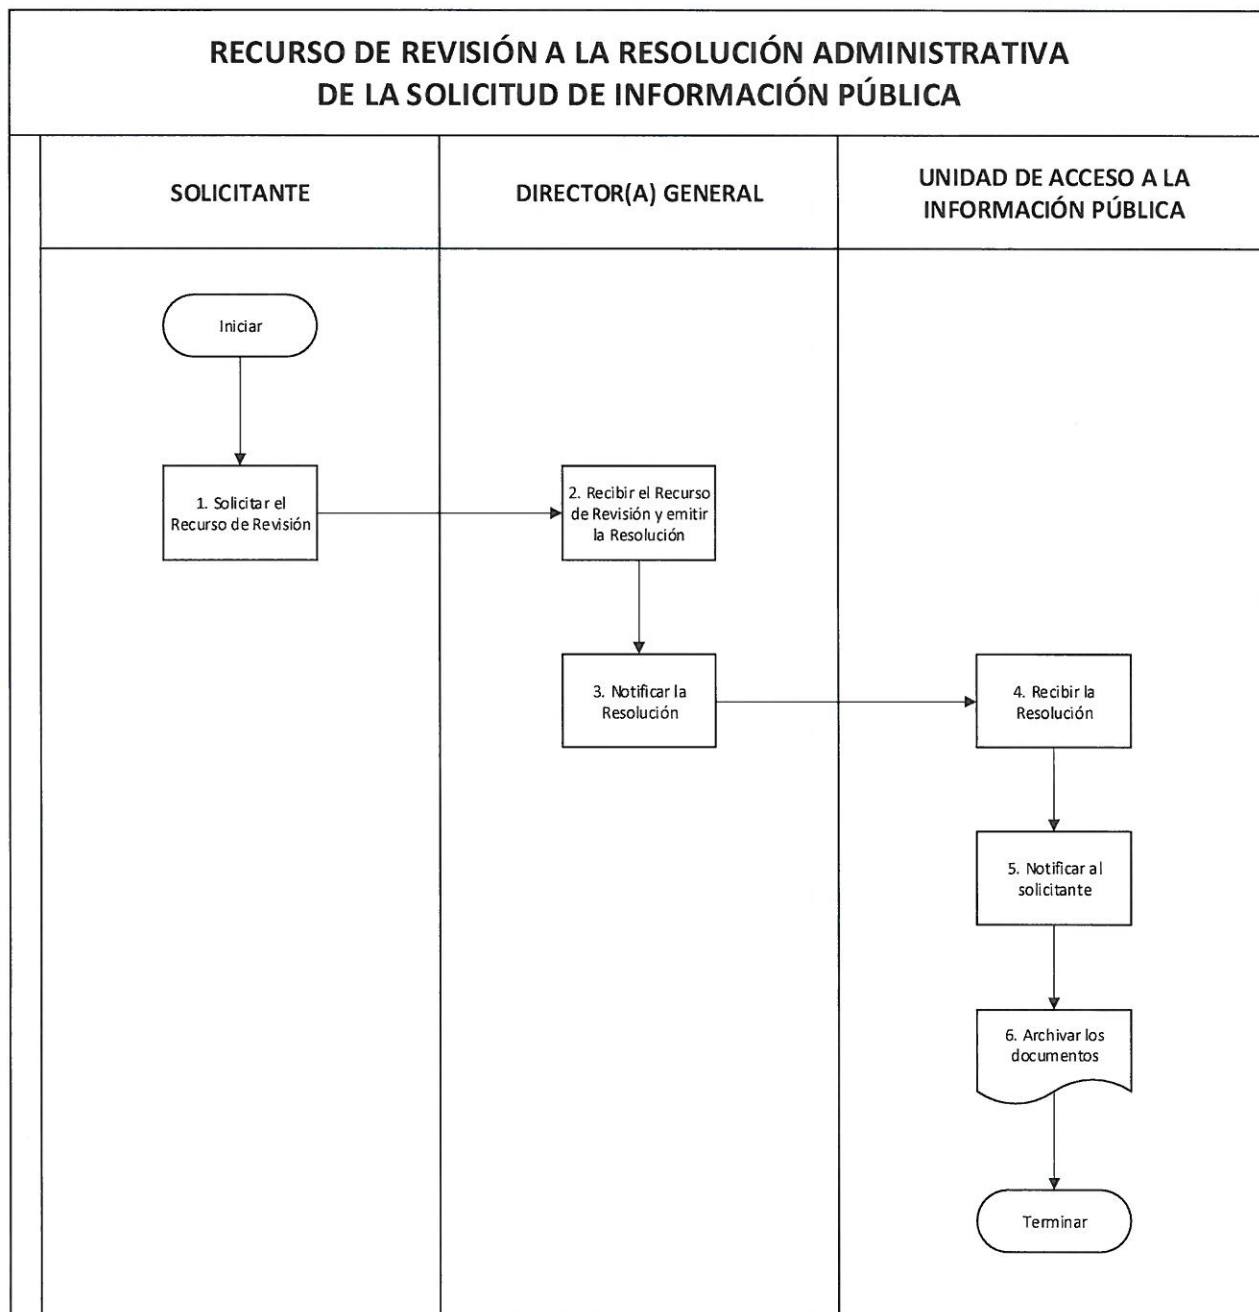 RECURSO DE REVISIÓN A LA RESOLUCIÓN ADMINISTRATIVA
DE LA SOLICITUD DE INFORMACIÓN PÚBLICA
SOLICITANTE
DIRECTOR(A) GENERAL
UNIDAD DE ACCESO A LA
INFORMACIÓN PÚBLICA
Iniciar
1. Solicitar el
Recurso de Revisión
2. Recibir el Recurso
de Revisión y emitir
la Resolución
3. Notificar la
Resolución
4. Recibir la
Resolución
5. Notificar al
solicitante
6. Archivar los
documentos
Terminar